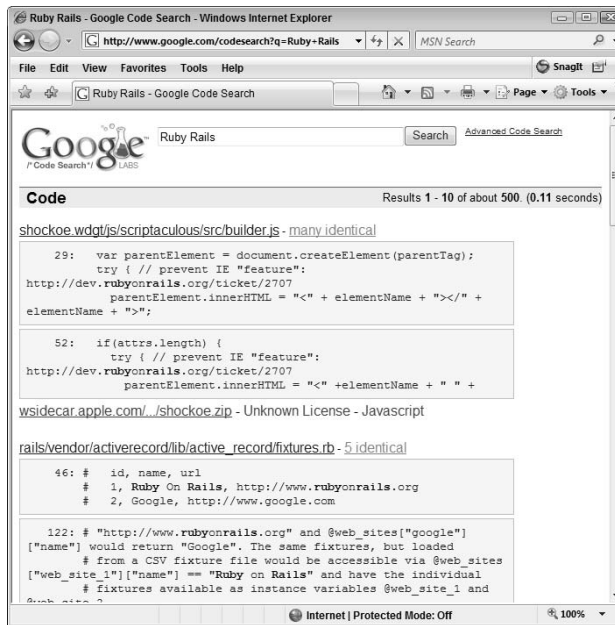 Ruby Rails - Google Code Search - Windows Internet Explorer
G http://www.google.com/codesearch?q=Ruby+Rails
MSN Search
File Edit View Favorites Tools Help
SnagIt
G Ruby Rails - Google Code Search
Page Tools
Google
/*Code Search*/
LABS
Ruby Rails
Search
Advanced Code Search
Code
Results 1 - 10 of about 500. (0.11 seconds)
shockoe.wdgt/js/scriptaculous/src/builder.js - many identical
29: var parentElement = document.createElement(parentTag);
try { // prevent IE "feature":
http://dev.rubyonrails.org/ticket/2707
parentElement.innerHTML = "<" + elementName + "></" +
elementName + ">";
52: if(attrs.length) {
try { // prevent IE "feature":
http://dev.rubyonrails.org/ticket/2707
parentElement.innerHTML = "<" +elementName + " " +
wsidecar.apple.com/.../shockoe.zip - Unknown License - Javascript
rails/vendor/activerecord/lib/active_record/fixtures.rb - 5 identical
46: # id, name, url
# 1, Ruby On Rails, http://www.rubyonrails.org
# 2, Google, http://www.google.com
122: # "http://www.rubyonrails.org" and @web_sites["google"]
["name"] would return "Google". The same fixtures, but loaded
# from a CSV fixture file would be accessible via @web_sites
["web_site_1"]["name"] == "Ruby on Rails" and have the individual
# fixtures available as instance variables @web_site_1 and
@web_site_2.
Internet | Protected Mode: Off
100%